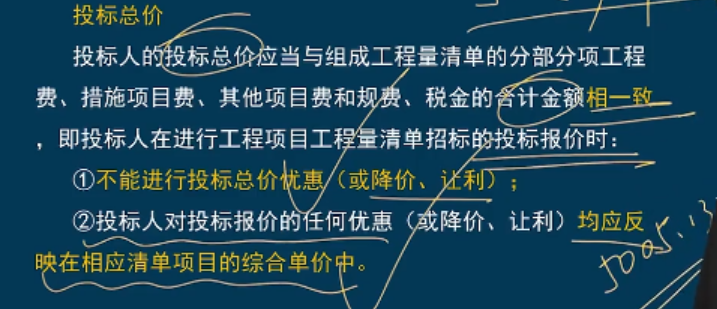 投标总价
投标人的投标总价应当与组成工程量清单的分部分项工程
费、措施项目费、其他项目费和规费、税金的合计金额相一致
，即投标人在进行工程项目工程量清单招标的投标报价时：
①不能进行投标总价优惠（或降价、让利）；
②投标人对投标报价的任何优惠（或降价、让利）均应反
映在相应清单项目的综合单价中。